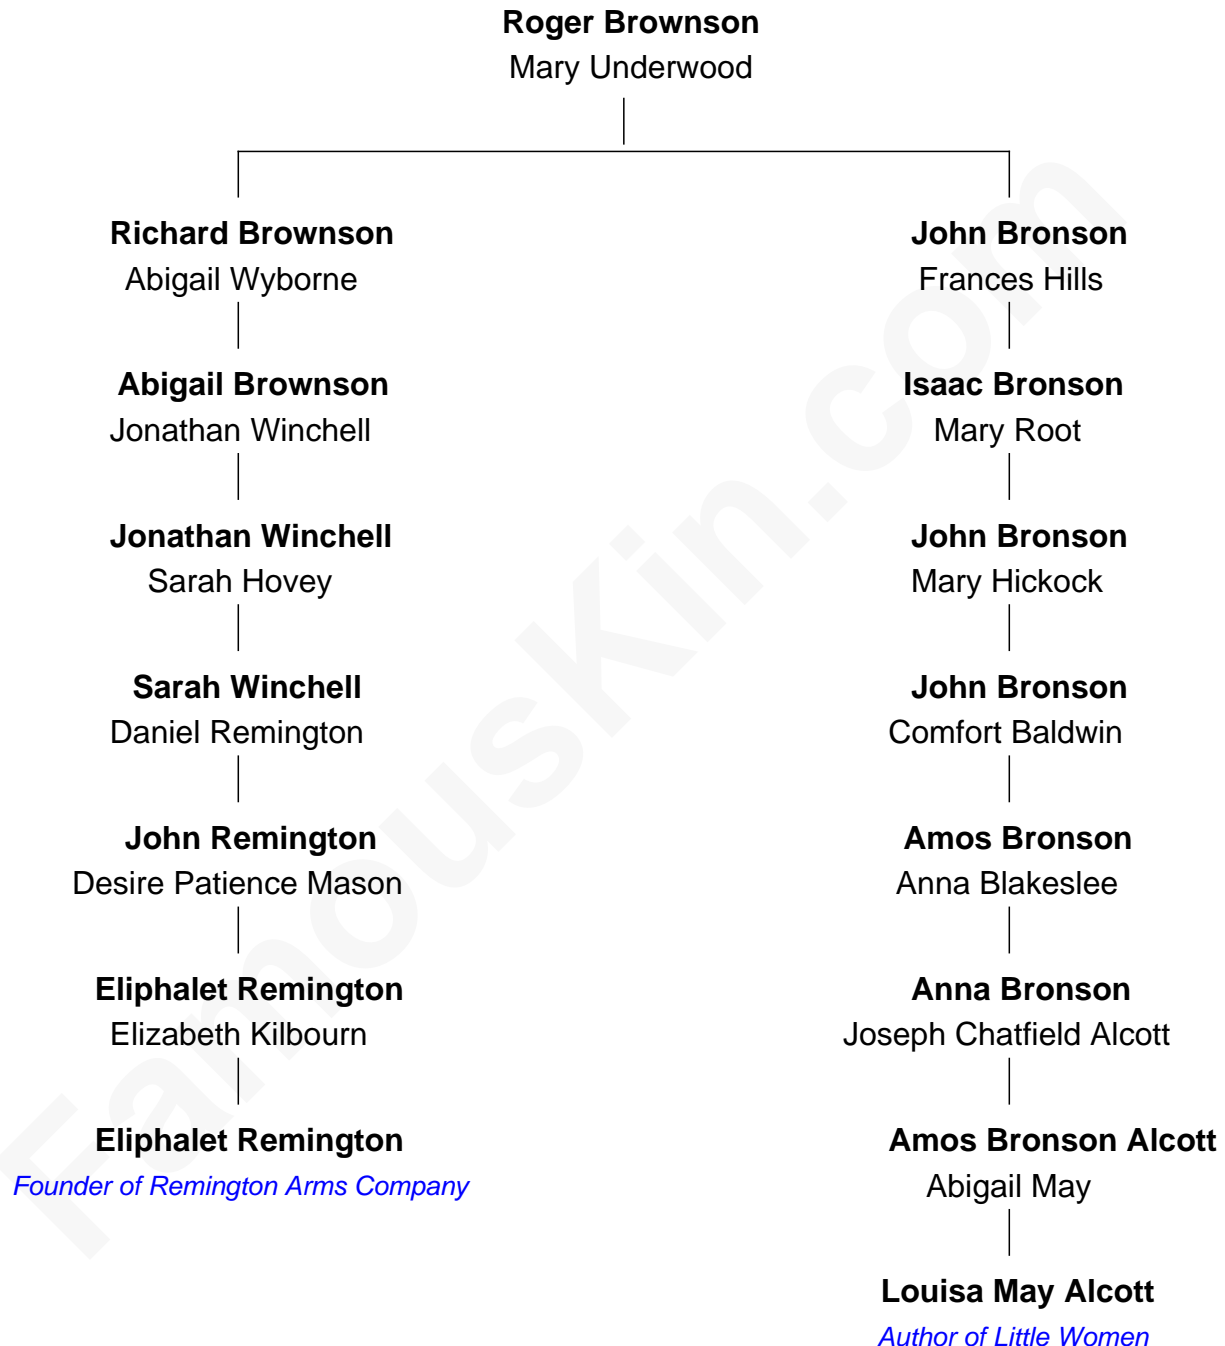 Roger Brownson
Mary Underwood
Richard Brownson
Abigail Wyborne
Abigail Brownson
Jonathan Winchell
Jonathan Winchell
Sarah Hovey
Sarah Winchell
Daniel Remington
John Remington
Desire Patience Mason
Eliphalet Remington
Elizabeth Kilbourn
Eliphalet Remington
Founder of Remington Arms Company
John Bronson
Frances Hills
Isaac Bronson
Mary Root
John Bronson
Mary Hickock
John Bronson
Comfort Baldwin
Amos Bronson
Anna Blakeslee
Anna Bronson
Joseph Chatfield Alcott
Amos Bronson Alcott
Abigail May
Louisa May Alcott
Author of Little Women
FamousKin.com